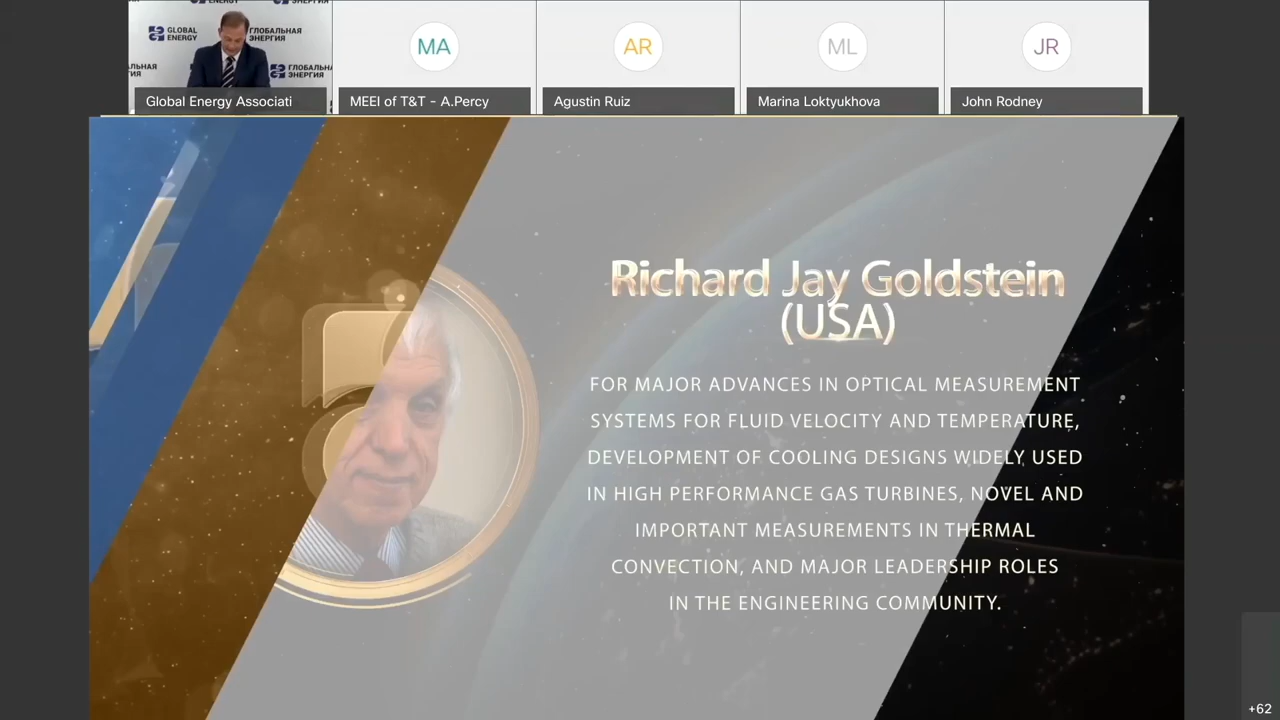 GLOBAL
ENERGY
ГЛОБАЛЬНАЯ
ЭНЕРГИЯ
ГЛОБАЛЬНАЯ
ЭНЕРГИЯ
MA
AR
ML
JR
Global Energy Associati
MEEI of T&T - A.Percy
Agustin Ruiz
Marina Loktyukhova
John Rodney
Richard Jay Goldstein
(USA)
FOR MAJOR ADVANCES IN OPTICAL MEASUREMENT
SYSTEMS FOR FLUID VELOCITY AND TEMPERATURE,
DEVELOPMENT OF COOLING DESIGNS WIDELY USED
IN HIGH PERFORMANCE GAS TURBINES, NOVEL AND
IMPORTANT MEASUREMENTS IN THERMAL
CONVECTION, AND MAJOR LEADERSHIP ROLES
IN THE ENGINEERING COMMUNITY.
+62